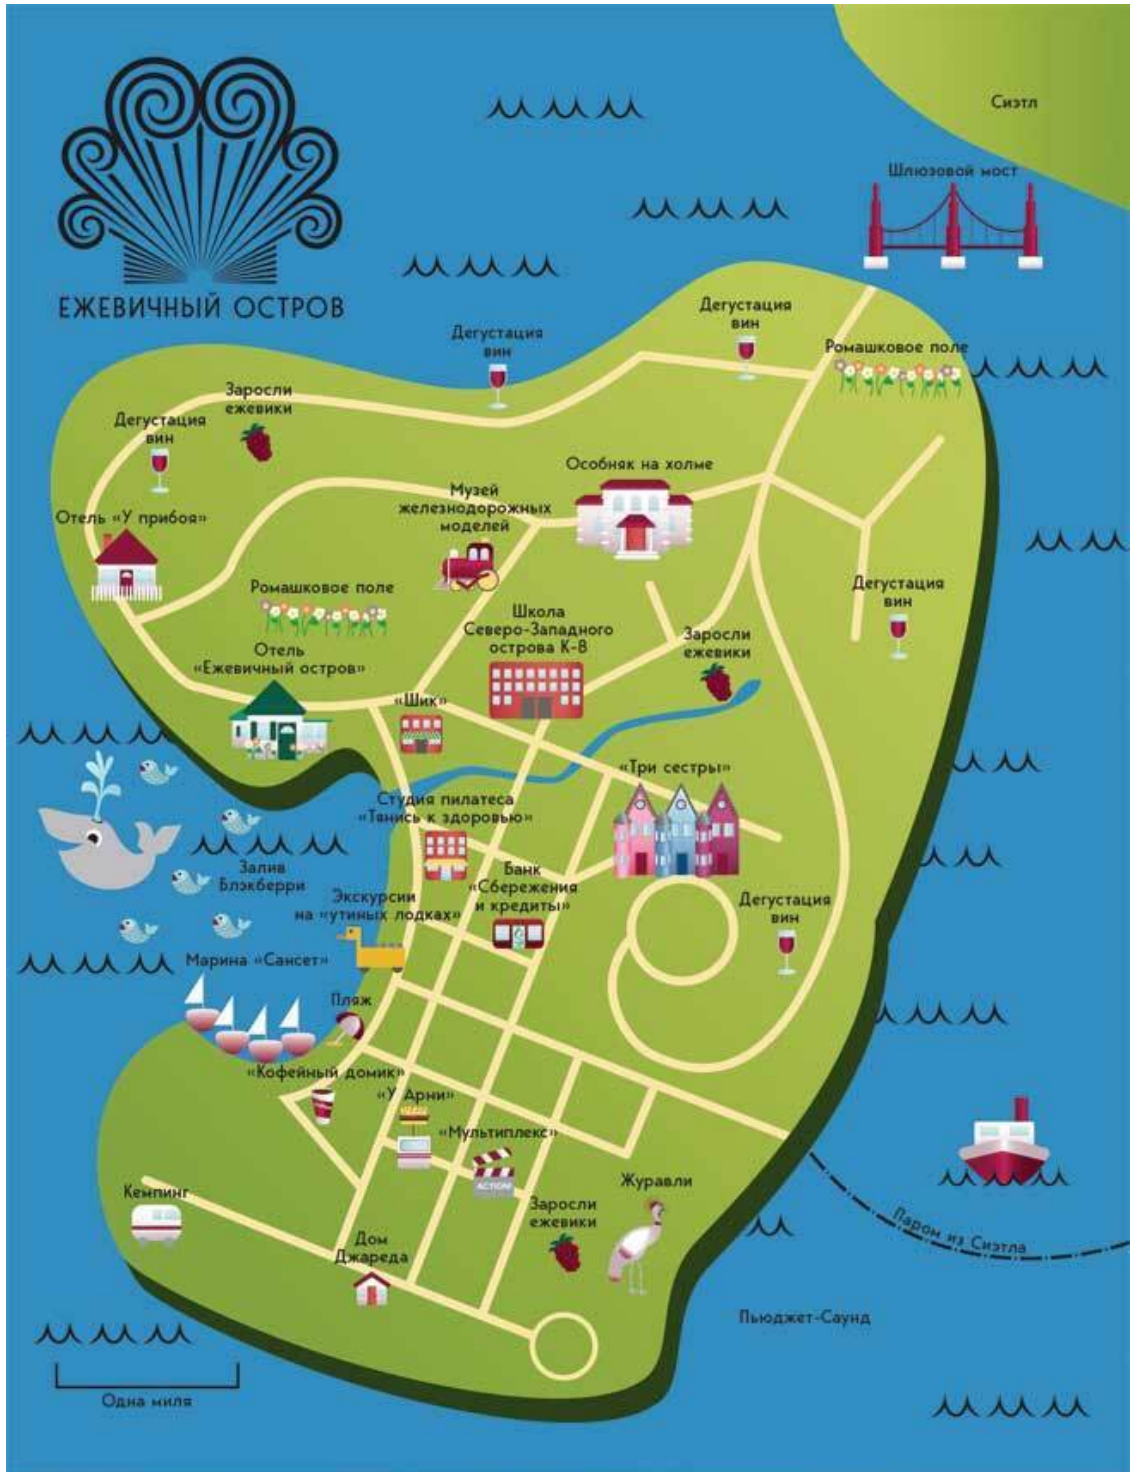 Сиэтл
Шлюзовой мост
ЕЖЕВИЧНЫЙ ОСТРОВ
Дегустация
вин
Дегустация
вин
Ромашковое поле
Заросли
ежевики
Дегустация
вин
Особняк на холме
Музей
железнодорожных
моделей
Отель «У прибоя»
Ромашковое поле
Дегустация
вин
Школа
Северо-Западного
острова К-8
Заросли
ежевики
Отель
«Ежевичный остров»
«Шик»
«Три сестры»
Студия пилатеса
«Тянись к здоровью»
Залив
Блэкберри
Банк
«Сбережения
и кредиты»
Экскурсии
на «утиных лодках»
Дегустация
вин
Марина «Сансет»
Пляж
«Кофейный домик»
«У Арни»
«Мультиплекс»
ACTION!
Журавли
Кемпинг
Заросли
ежевики
Паром из Сиэтла
Дом
Джареда
Пьюджет-Саунд
Одна миля